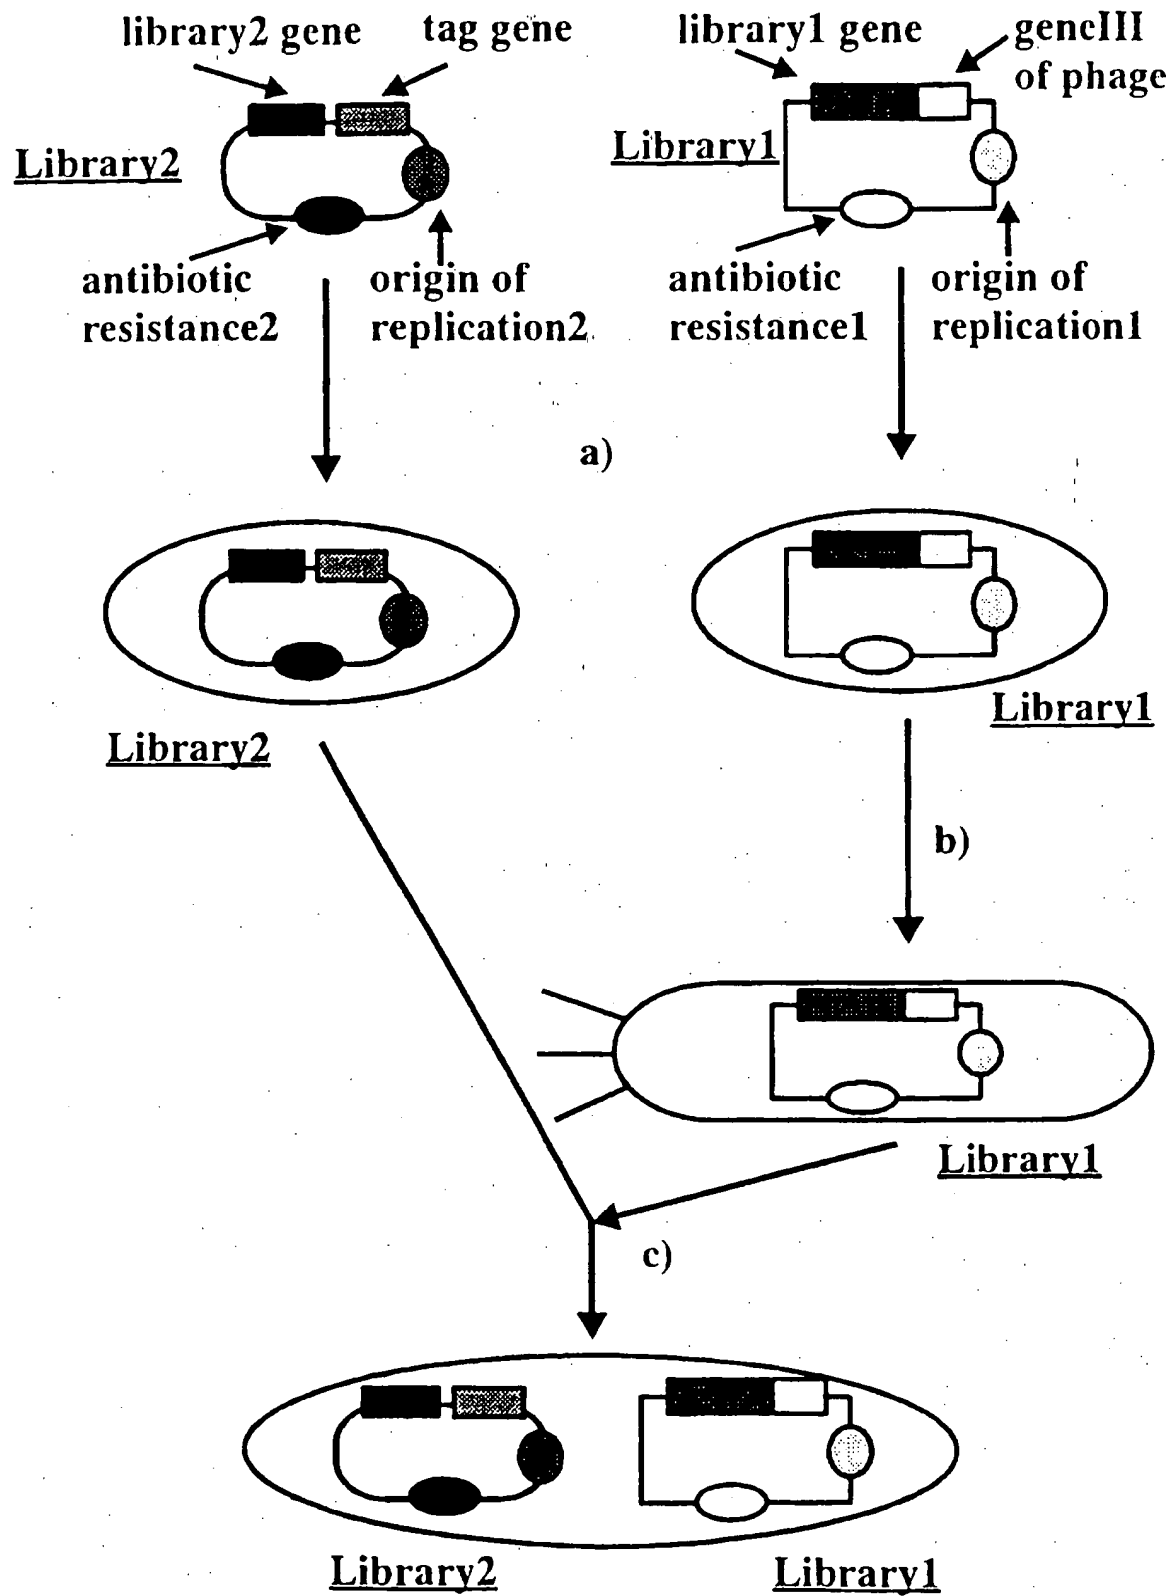 library2 gene
tag gene
library1 gene
geneIII
of phage
Library2
Library1
antibiotic
resistance2
origin of
replication2
antibiotic
resistance1
origin of
replication1
a)
Library2
Library1
b)
Library1
c)
Library2
Library1